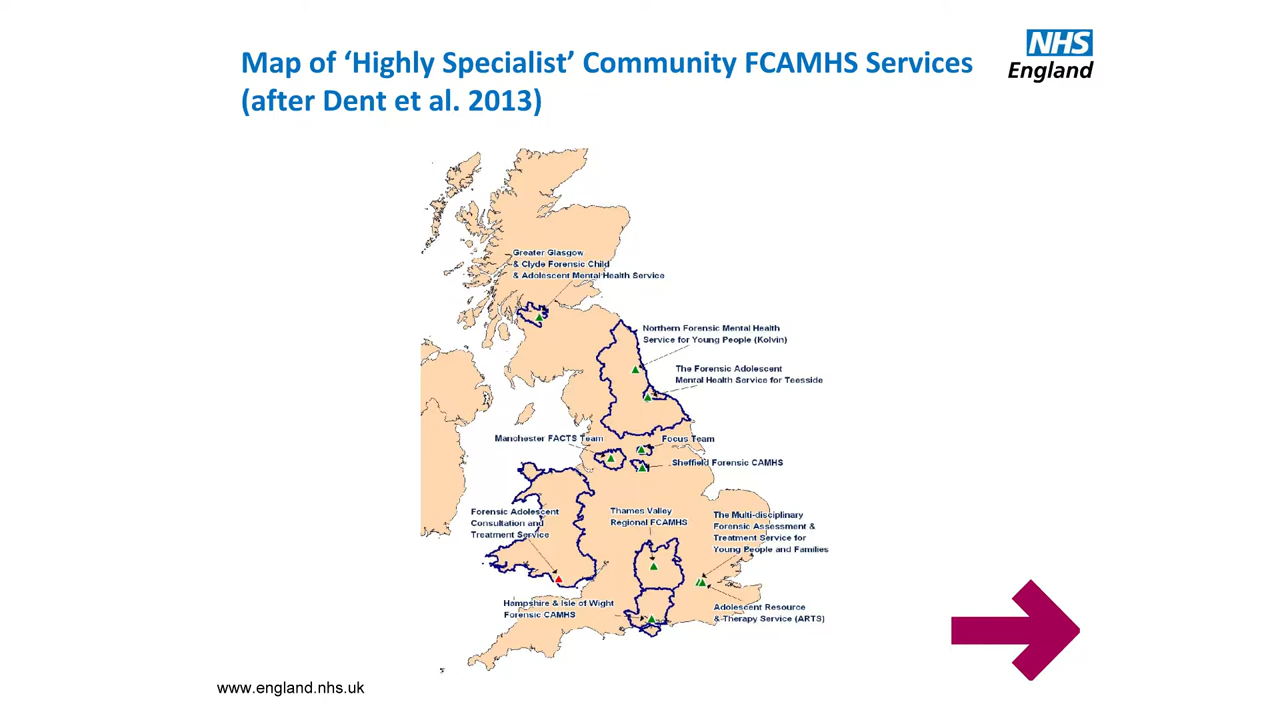 Map of ‘Highly Specialist’ Community FCAMHS Services
(after Dent et al. 2013)
NHS
England
Greater Glasgow
& Clyde Forensic Child
& Adolescent Mental Health Service
Northern Forensic Mental Health
Service for Young People (Kolvin)
The Forensic Adolescent
Mental Health Service for Teesside
Manchester FACTS Team
Focus Team
Sheffield Forensic CAMHS
Forensic Adolescent
Consultation and
Treatment Service
Thames Valley
Regional FCAMHS
The Multi-disciplinary
Forensic Assessment &
Treatment Service for
Young People and Families
Hampshire & Isle of Wight
Forensic CAMHS
Adolescent Resource
& Therapy Service (ARTS)
www.england.nhs.uk